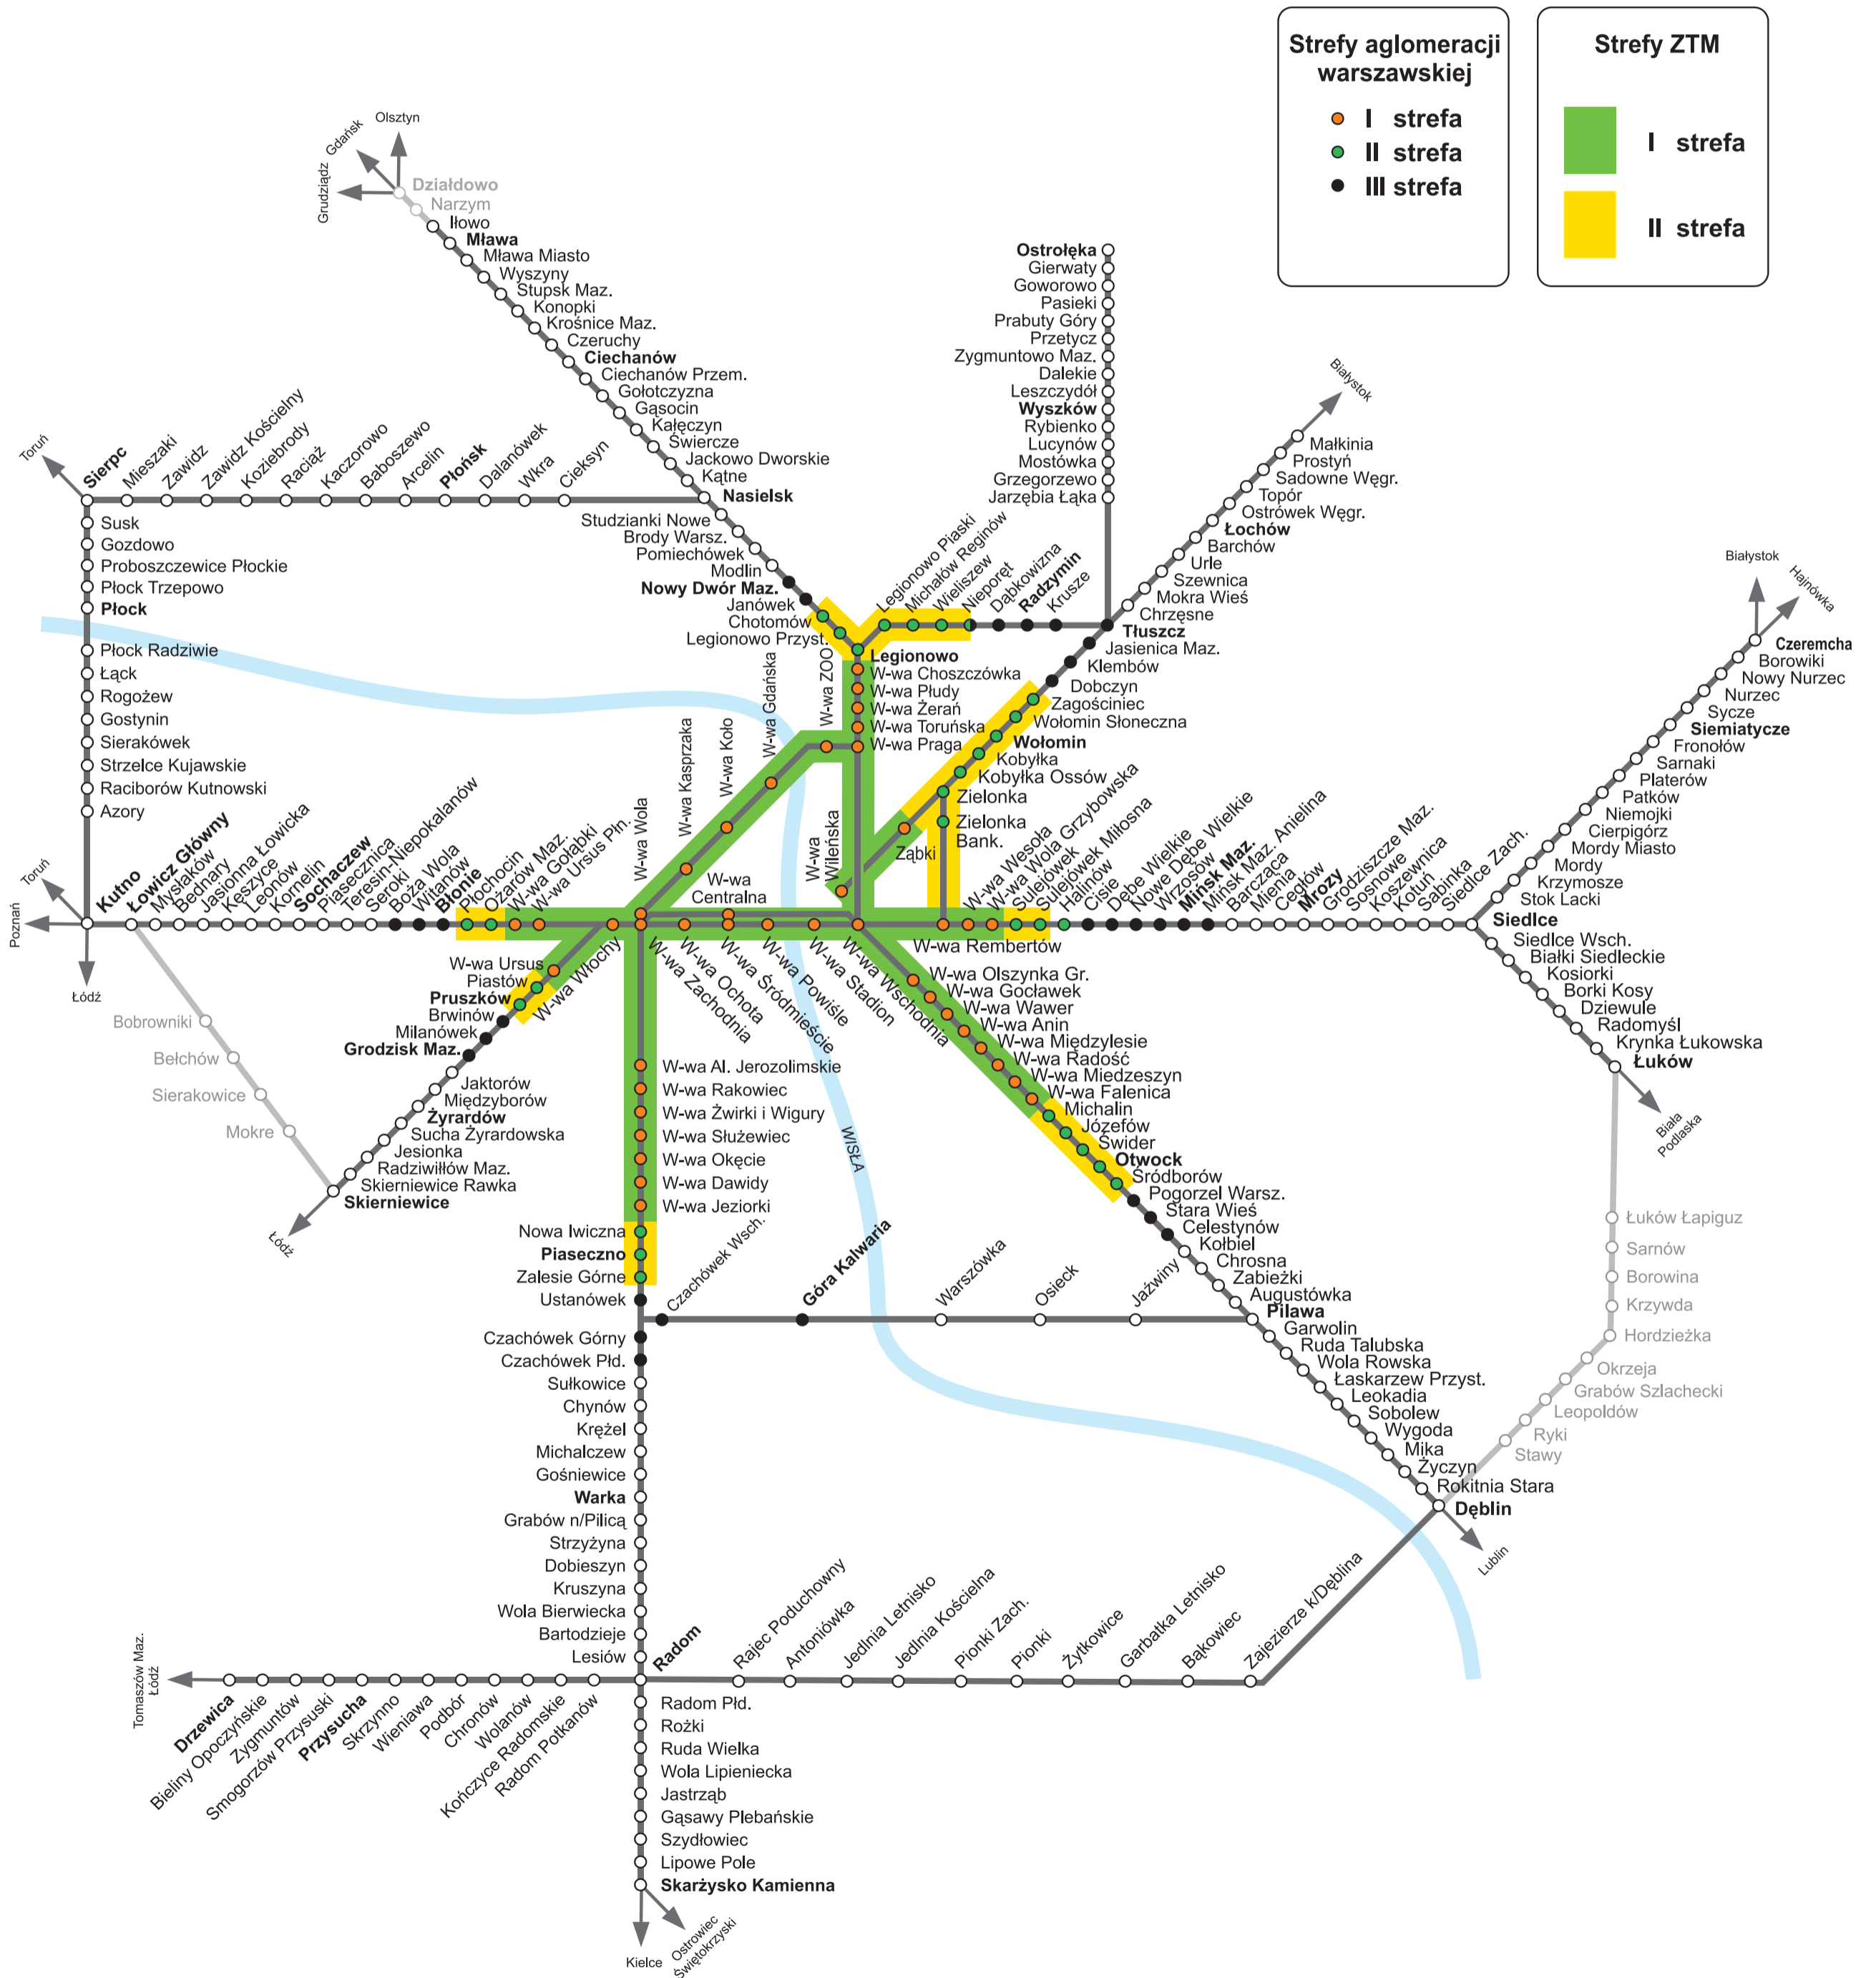 Strefy aglomeracji
warszawskiej
I strefa
II strefa
III strefa
Strefy ZTM
I strefa
II strefa
Olsztyn
Gdańsk
Grudziądz
Działdowo
Narzym
Iłowo
Mława
Mława Miasto
Wyszyny
Stupsk Maz.
Konopki
Krośnice Maz.
Czeruchy
Ciechanów
Ciechanów Przem.
Gołotczyzna
Gąsocin
Kałęczyn
Świercze
Jackowo Dworskie
Kątne
Nasielsk
Studzianki Nowe
Brody Warsz.
Pomiechówek
Modlin
Nowy Dwór Maz.
Janówek
Chotomów
Legionowo Przyst.
Legionowo
W-wa Choszczówka
W-wa Płudy
W-wa Żerań
W-wa Toruńska
W-wa Praga
Ostrołęka
Gierwaty
Goworowo
Pasieki
Prabuty Góry
Przetycz
Zygmuntowo Maz.
Dalekie
Leszczydół
Wyszków
Rybienko
Lucynów
Mostówka
Grzegorzewo
Jarzębia Łąka
Białystok
Małkinia
Prostyń
Sadowne Węgr.
Topór
Ostrówek Węgr.
Łochów
Barchów
Urle
Szewnica
Mokra Wieś
Chrzęsne
Tłuszcz
Jasienica Maz.
Klembów
Dobczyn
Zagościniec
Wołomin Słoneczna
Wołomin
Kobyłka
Kobyłka Ossów
Zielonka
Zielonka
Bank.
Ząbki
W-wa
Wileńska
Legionowo Piaski
Michałów Reginów
Wieliszew
Nieporęt
Dąbkowizna
Radzymin
Krusze
Toruń
Sierpc
Mieszaki
Zawidz
Zawidz Kościelny
Koziebrody
Raciąż
Kaczorowo
Baboszewo
Arcelin
Płońsk
Dalanówek
Wkra
Cieksyn
Susk
Gozdowo
Proboszczewice Płockie
Płock Trzepowo
Płock
Płock Radziwie
Łąck
Rogożew
Gostynin
Sierakówek
Strzelce Kujawskie
Raciborów Kutnowski
Azory
Toruń
Poznań
Łódź
Kutno
Łowicz Główny
Mysłaków
Bednary
Jasionna Łowicka
Kęszyce
Leonów
Kornelin
Sochaczew
Piasecznica
Teresin-Niepokalanów
Seroki
Boża Wola
Witanów
Błonie
Płochocin
Ożarów Maz.
W-wa Gołąbki
W-wa Ursus Płn.
W-wa Wola
W-wa Kasprzaka
W-wa Koło
W-wa Gdańska
W-wa ZOO
W-wa
Centralna
W-wa Włochy
W-wa Zachodnia
W-wa Ochota
W-wa Śródmieście
W-wa Powiśle
W-wa Stadion
W-wa Wschodnia
W-wa Rembertów
W-wa Wesoła
W-wa Wola Grzybowska
Sulejówek
Sulejówek Miłosna
Halinów
Cisie
Dębe Wielkie
Nowe Dębe Wielkie
Wrzosów
Mińsk Maz.
Mińsk Maz. Anielina
Barcząca
Mienia
Cegłów
Mrozy
Grodziszcze Maz.
Sosnowe
Koszewnica
Kotuń
Sabinka
Siedlce Zach.
Siedlce
Białystok
Hajnówka
Czeremcha
Borowiki
Nowy Nurzec
Nurzec
Sycze
Siemiatycze
Fronołów
Sarnaki
Platerów
Patków
Niemojki
Cierpigórz
Mordy Miasto
Mordy
Krzymosze
Stok Lacki
Siedlce Wsch.
Białki Siedleckie
Kosiorki
Borki Kosy
Dziewule
Radomyśl
Krynka Łukowska
Łuków
Biała
Podlaska
Łuków Łapiguz
Sarnów
Borowina
Krzywda
Hordzieżka
Okrzeja
Grabów Szlachecki
Leopoldów
Ryki
Stawy
Bobrowniki
Bełchów
Sierakowice
Mokre
W-wa Ursus
Piastów
Pruszków
Brwinów
Milanówek
Grodzisk Maz.
Jaktorów
Międzyborów
Żyrardów
Sucha Żyrardowska
Jesionka
Radziwiłłów Maz.
Skierniewice Rawka
Skierniewice
Łódź
W-wa Al. Jerozolimskie
W-wa Rakowiec
W-wa Żwirki i Wigury
W-wa Służewiec
W-wa Okęcie
W-wa Dawidy
W-wa Jeziorki
Nowa Iwiczna
Piaseczno
Zalesie Górne
Ustanówek
Czachówek Górny
Czachówek Płd.
Sułkowice
Chynów
Krężel
Michalczew
Gośniewice
Warka
Grabów n/Pilicą
Strzyżyna
Dobieszyn
Kruszyna
Wola Bierwiecka
Bartodzieje
Lesiów
Radom
WISŁA
W-wa Olszynka Gr.
W-wa Gocławek
W-wa Wawer
W-wa Anin
W-wa Międzylesie
W-wa Radość
W-wa Miedzeszyn
W-wa Falenica
Michalin
Józefów
Świder
Otwock
Śródborów
Pogorzel Warsz.
Stara Wieś
Celestynów
Kołbiel
Chrosna
Zabieżki
Augustówka
Pilawa
Garwolin
Ruda Talubska
Wola Rowska
Łaskarzew Przyst.
Leokadia
Sobolew
Wygoda
Mika
Życzyn
Rokitnia Stara
Dęblin
Lublin
Czachówek Wsch.
Góra Kalwaria
Warszówka
Osieck
Jaźwiny
Rajec Poduchowny
Antoniówka
Jedlnia Letnisko
Jedlnia Kościelna
Pionki Zach.
Pionki
Żytkowice
Garbatka Letnisko
Bąkowiec
Zajezierze k/Dęblina
Tomaszów Maz.
Łódź
Drzewica
Bieliny Opoczyńskie
Zygmuntów
Smogorzów Przysuski
Przysucha
Skrzynno
Wieniawa
Podbór
Chronów
Wolanów
Kończyce Radomskie
Radom Potkanów
Radom Płd.
Rożki
Ruda Wielka
Wola Lipieniecka
Jastrząb
Gąsawy Plebańskie
Szydłowiec
Lipowe Pole
Skarżysko Kamienna
Kielce
Ostrowiec
Świętokrzyski